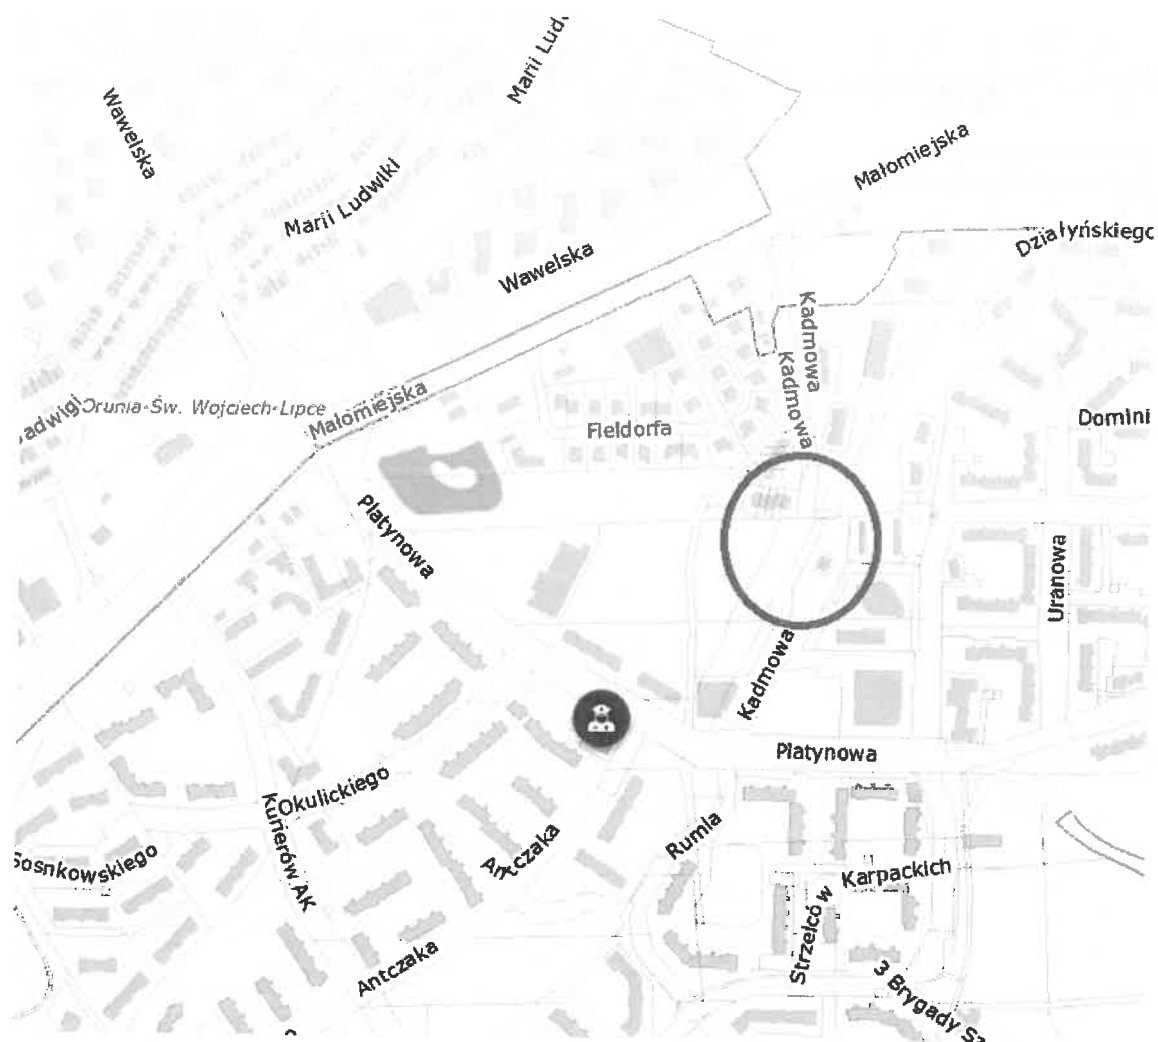 Marii Lud
Wawelska
Małomiejska
Marii Ludwiki
Działyńskiego
Wawelska
Kadmowa
Kadmowa
adwigi
Orunia-Św. Wojciech-Lipce
Małomiejska
Fieldorfa
Domini
Platynowa
Uranowa
Kadmowa
Platynowa
Okulickiego
Kurierów AK
Antczaka
Rumla
Sosnkowskiego
Karpackich
Strzelców
Antczaka
3 Brygady Sz